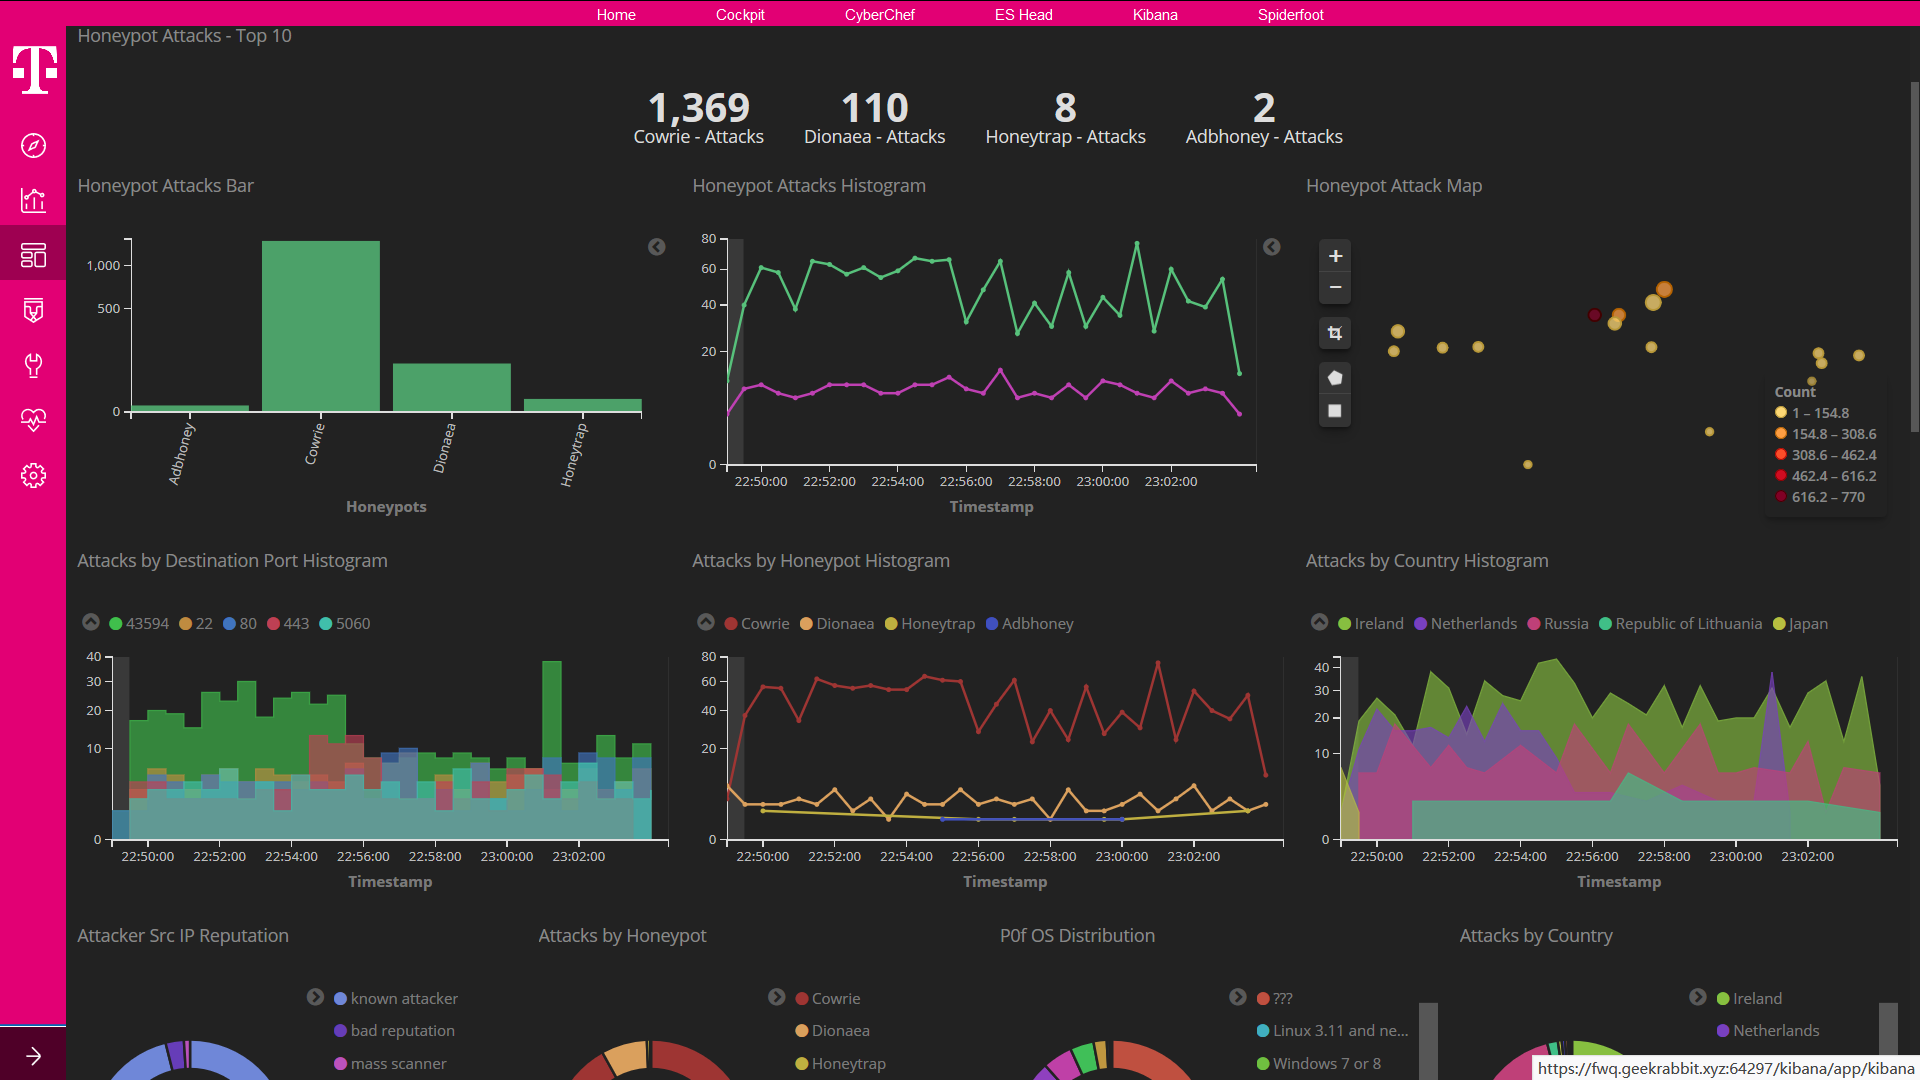 Home Cockpit CyberChef ES Head Kibana Spiderfoot
Honeypot Attacks - Top 10
1,369 110 8 2
Cowrie - Attacks Dionaea - Attacks Honeytrap - Attacks Adbhoney - Attacks
Honeypot Attacks Bar
1,000
500
0
Adbhoney Cowrie Dionaea Honeytrap
Honeypots
Honeypot Attacks Histogram
80
60
40
20
0
22:50:00 22:52:00 22:54:00 22:56:00 22:58:00 23:00:00 23:02:00
Timestamp
Honeypot Attack Map
Count
1 – 154.8
154.8 – 308.6
308.6 – 462.4
462.4 – 616.2
616.2 – 770
Attacks by Destination Port Histogram
43594 22 80 443 5060
40
30
20
10
0
22:50:00 22:52:00 22:54:00 22:56:00 22:58:00 23:00:00 23:02:00
Timestamp
Attacks by Honeypot Histogram
Cowrie Dionaea Honeytrap Adbhoney
80
60
40
20
0
22:50:00 22:52:00 22:54:00 22:56:00 22:58:00 23:00:00 23:02:00
Timestamp
Attacks by Country Histogram
Ireland Netherlands Russia Republic of Lithuania Japan
40
30
20
10
0
22:50:00 22:52:00 22:54:00 22:56:00 22:58:00 23:00:00 23:02:00
Timestamp
Attacker Src IP Reputation
known attacker
bad reputation
mass scanner
Attacks by Honeypot
Cowrie
Dionaea
Honeytrap
P0f OS Distribution
???
Linux 3.11 and ne...
Windows 7 or 8
Attacks by Country
Ireland
Netherlands
https://fwq.geekrabbit.xyz:64297/kibana/app/kibana